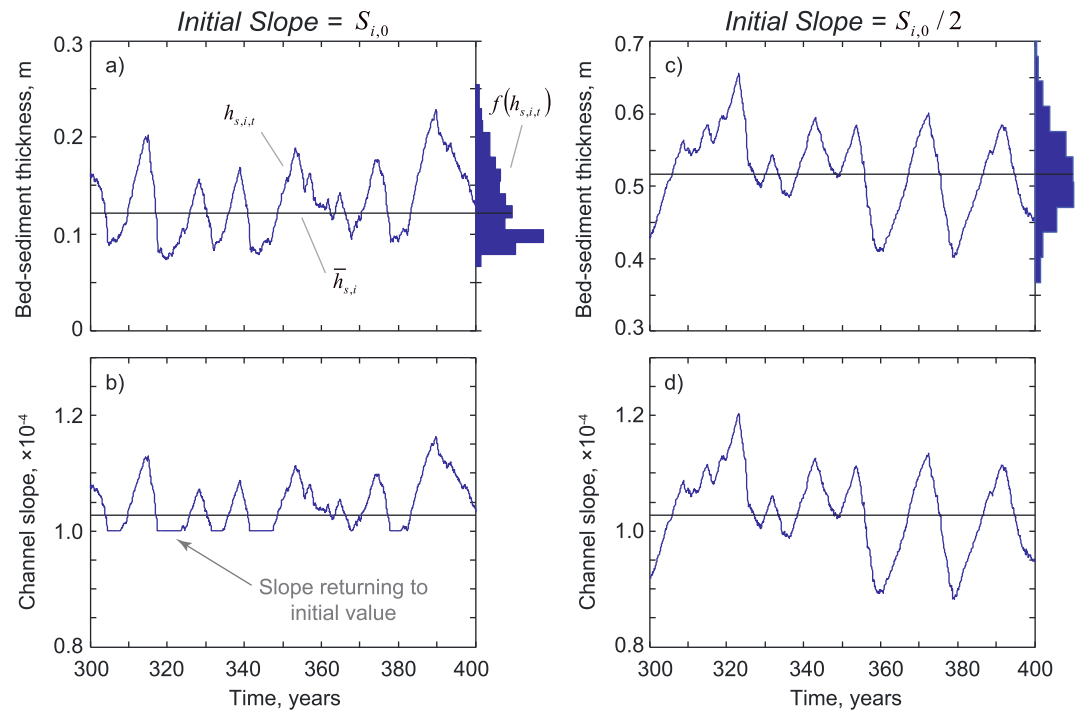 Initial Slope = S_{i,0}
Initial Slope = S_{i,0} / 2
a)
0.3
0.2
0.1
0
Bed-sediment thickness, m
h_{s,i,t}
f(h_{s,i,t})
h̅_{s,i}
c)
0.7
0.6
0.5
0.4
0.3
Bed-sediment thickness, m
b)
1.2
1.0
0.8
Channel slope, ×10⁻⁴
Slope returning to
initial value
300 320 340 360 380 400
Time, years
d)
1.2
1.0
0.8
Channel slope, ×10⁻⁴
300 320 340 360 380 400
Time, years